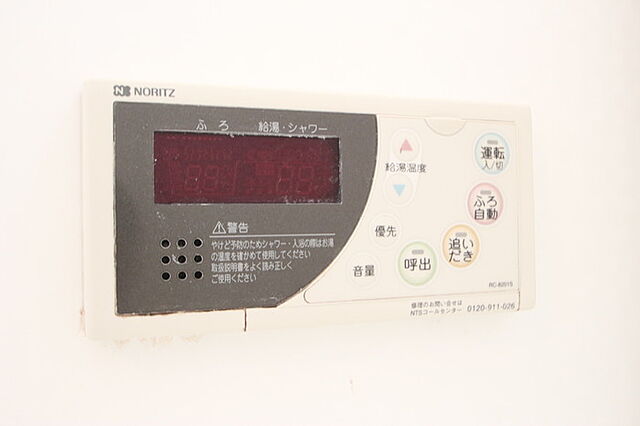 NORITZ
ふろ 給湯・シャワー
給湯温度
運転
入/切
ふろ
自動
優先
追い
だき
音量
呼出
警告
やけど予防のためシャワー・入浴の際はお湯
の温度を確かめて使用してください
取扱説明書をよく読み正しく
ご使用ください
RC-8201S
修理のお問い合せは
NTSコールセンター 0120-911-026